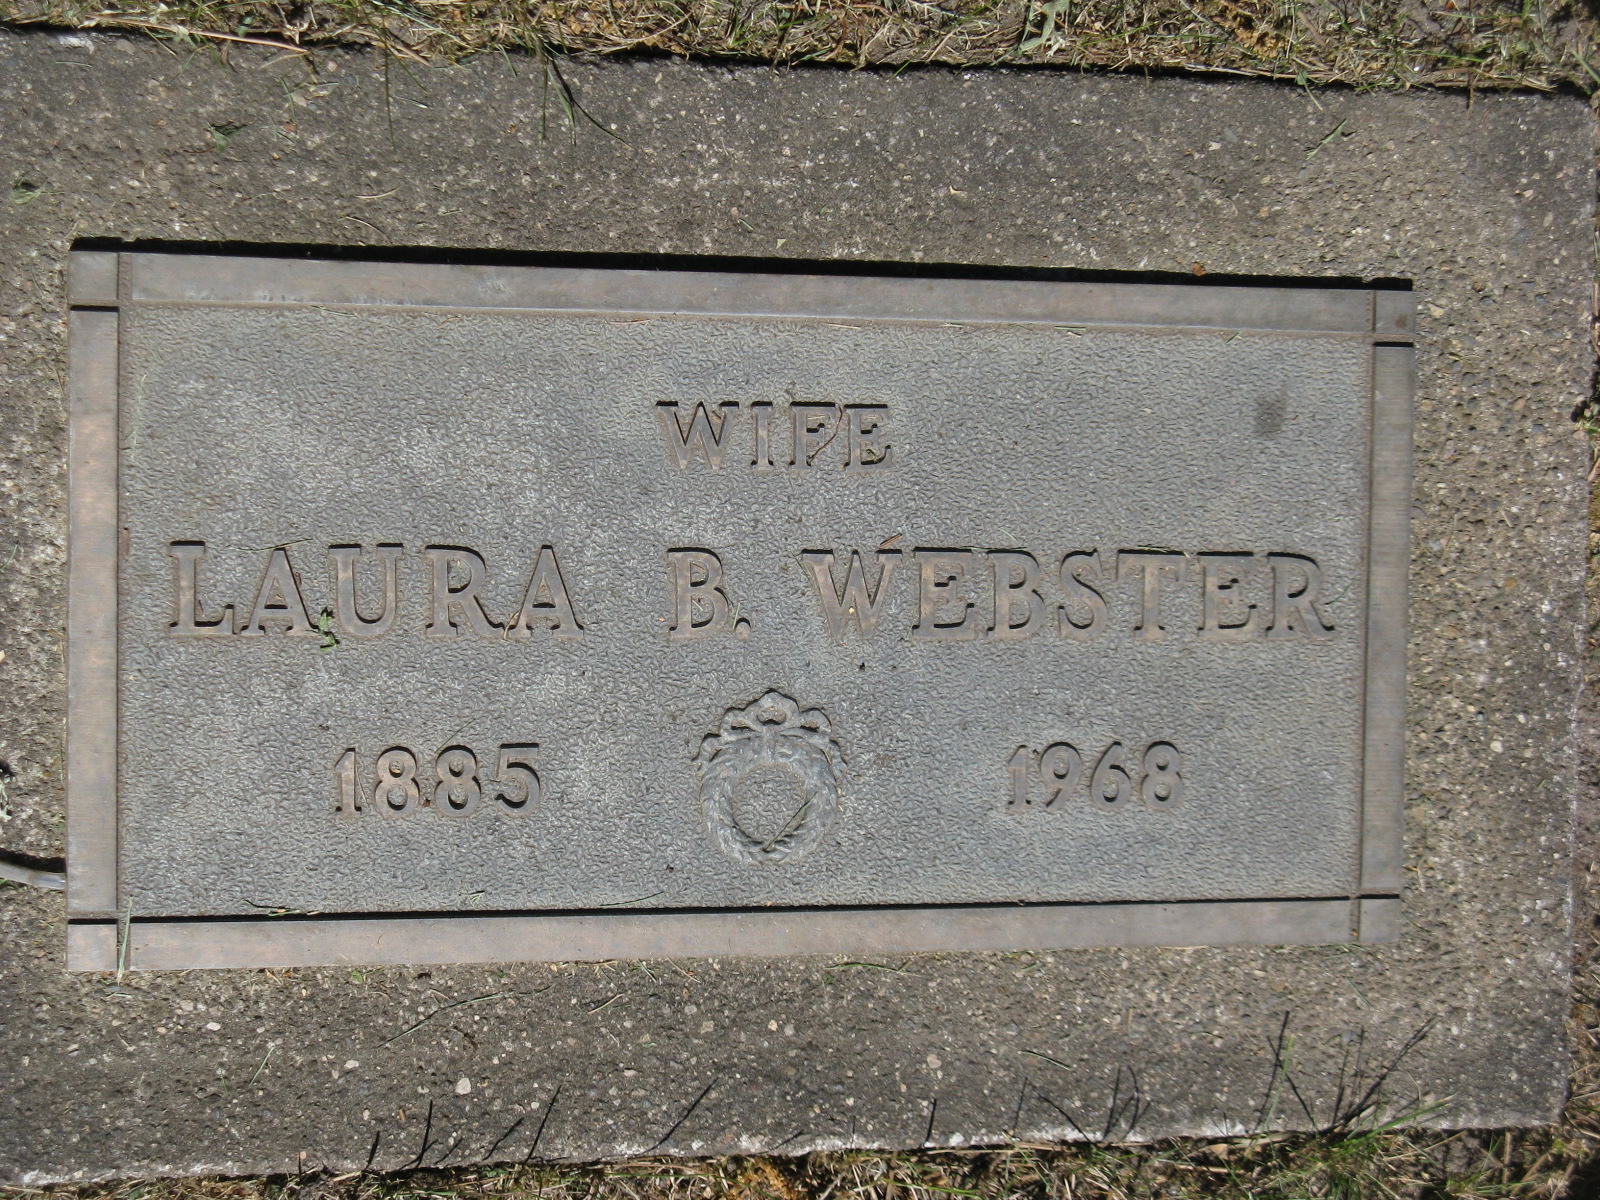 WIFE
LAURA B. WEBSTER
1885 1968